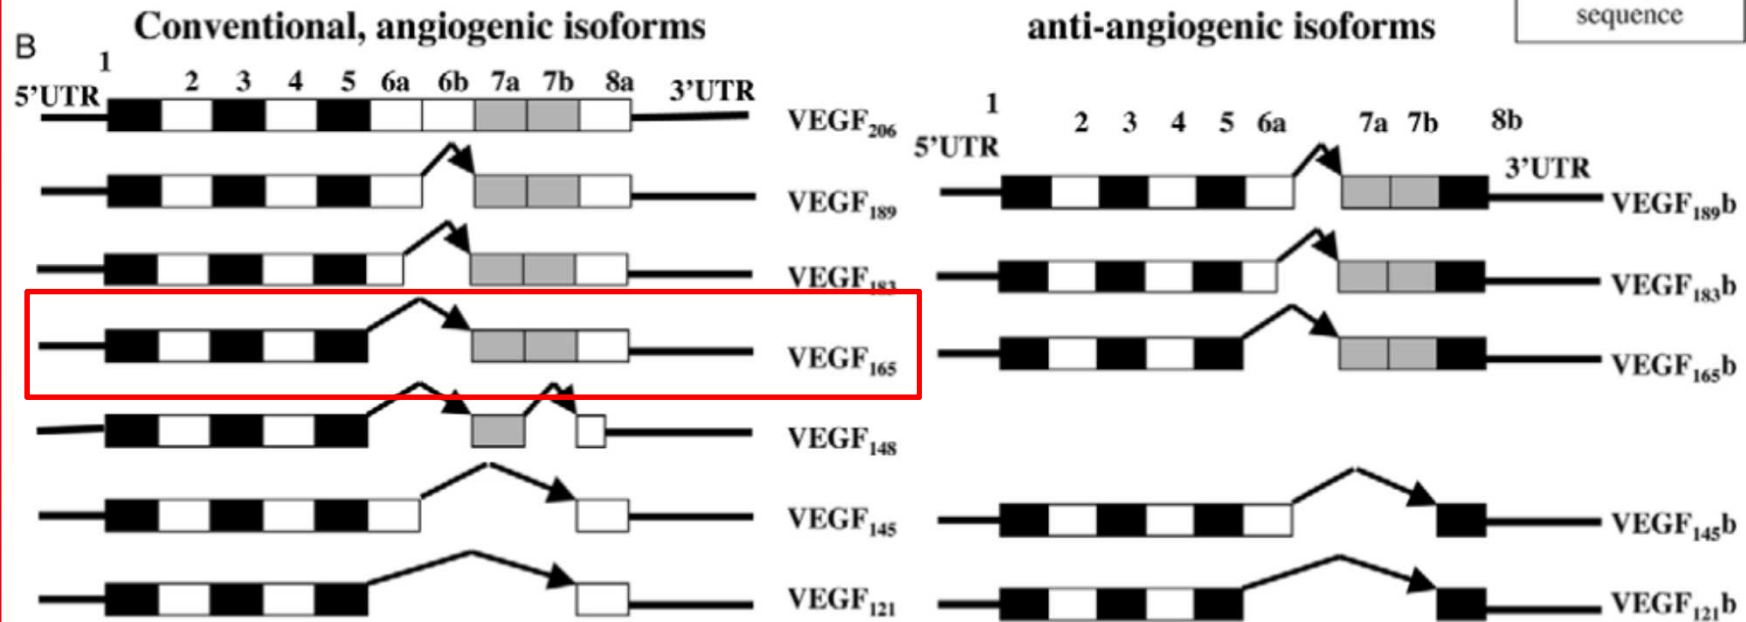 B
Conventional, angiogenic isoforms
1
5’UTR
2 3 4 5 6a 6b 7a 7b 8a
3’UTR
VEGF206
VEGF189
VEGF183
VEGF165
VEGF148
VEGF145
VEGF121
anti-angiogenic isoforms
sequence
1
5’UTR
2 3 4 5 6a 7a 7b 8b
3’UTR
VEGF189b
VEGF183b
VEGF165b
VEGF145b
VEGF121b